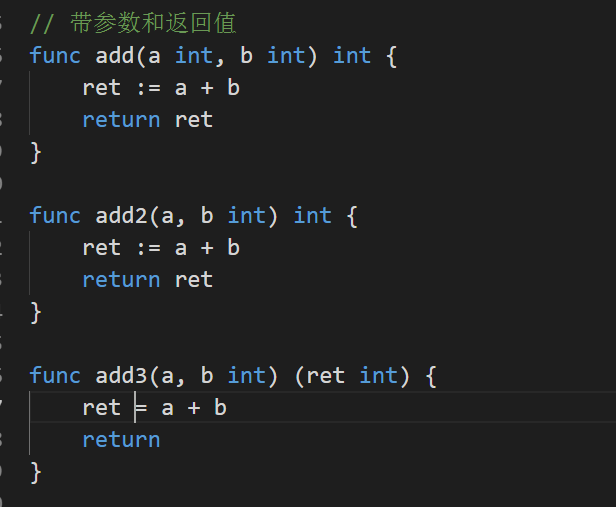 // 带参数和返回值
func add(a int, b int) int {
    ret := a + b
    return ret
}
func add2(a, b int) int {
    ret := a + b
    return ret
}
func add3(a, b int) (ret int) {
    ret = a + b
    return
}